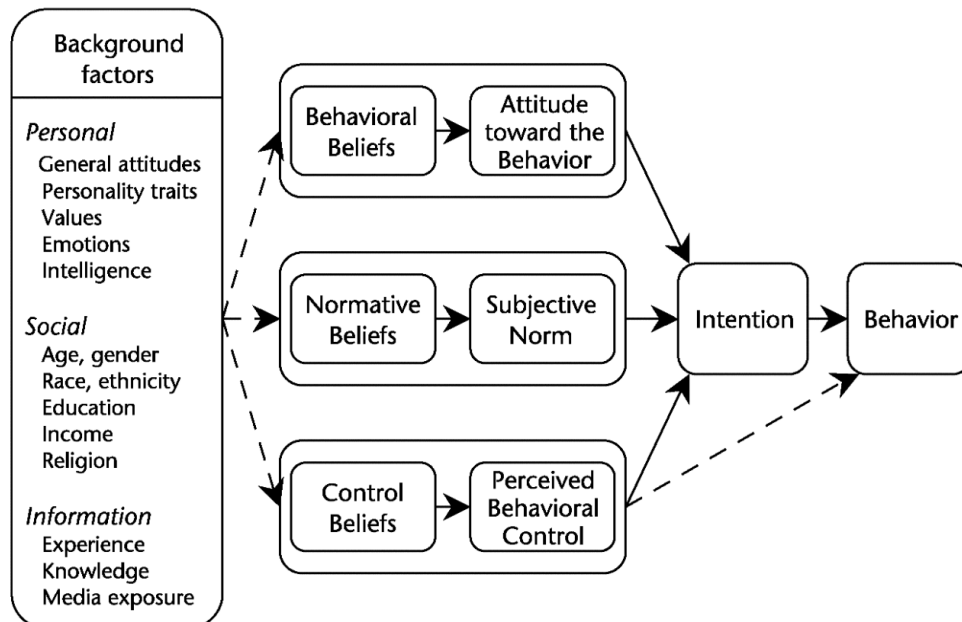 Background
factors
Personal
General attitudes
Personality traits
Values
Emotions
Intelligence
Social
Age, gender
Race, ethnicity
Education
Income
Religion
Information
Experience
Knowledge
Media exposure
Behavioral
Beliefs
Attitude
toward the
Behavior
Normative
Beliefs
Subjective
Norm
Control
Beliefs
Perceived
Behavioral
Control
Intention
Behavior